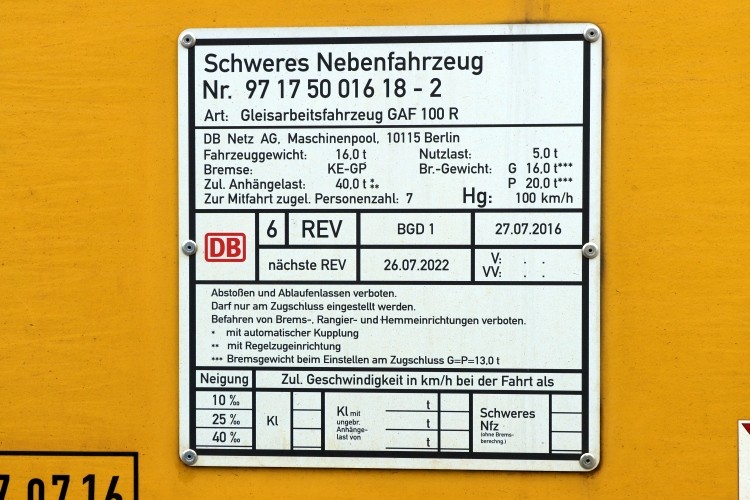 Schweres Nebenfahrzeug
Nr. 97 17 50 016 18 - 2
Art: Gleisarbeitsfahrzeug GAF 100 R
DB Netz AG, Maschinenpool, 10115 Berlin
Fahrzeuggewicht: 16,0 t Nutzlast: 5,0 t
Bremse: KE-GP Br.-Gewicht: G 16,0 t***
Zul. Anhängelast: 40,0 t *** P 20,0 t***
Zur Mitfahrt zugel. Personenzahl: 7 Hg: 100 km/h
DB 6 REV BGD 1 27.07.2016
nächste REV 26.07.2022 V: . .
VV: . .
Abstoßen und Ablaufenlassen verboten.
Darf nur am Zugschluss eingestellt werden.
Befahren von Brems-, Rangier- und Hemmeinrichtungen verboten.
* mit automatischer Kupplung
** mit Regelzugeinrichtung
*** Bremsgewicht beim Einstellen am Zugschluss G=P=13,0 t
Neigung Zul. Geschwindigkeit in km/h bei der Fahrt als
10 ‰
25 ‰
40 ‰
Kl
Kl mit
ungebr.
Anhänge-
last von
t
t
t
Schweres
Nfz
(ohne Brems-
berechng.)
7.07.16